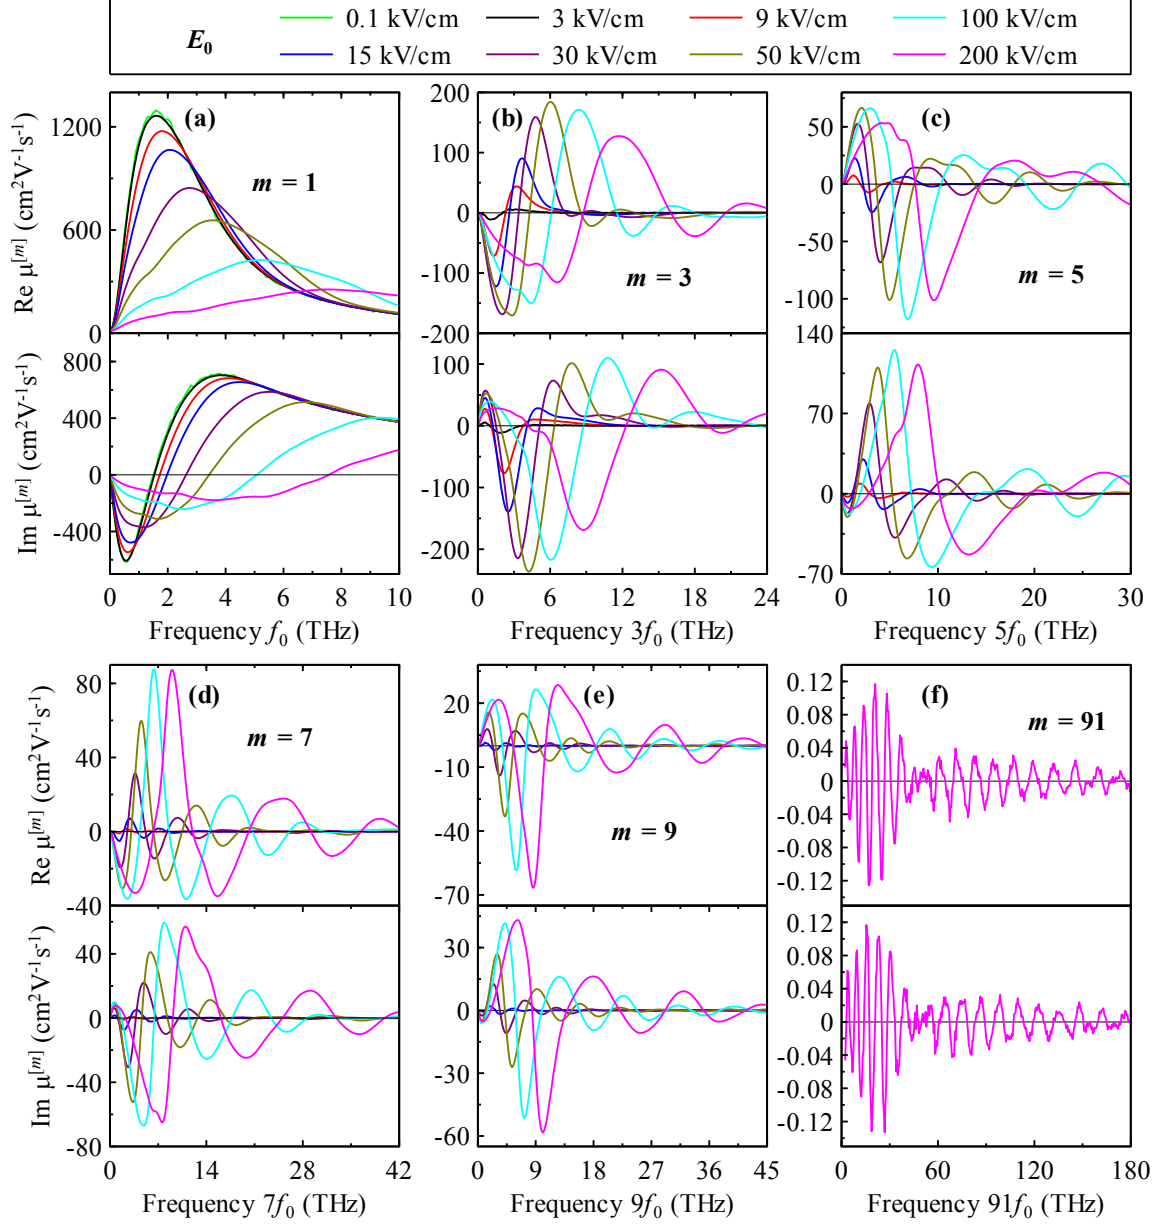 E₀
0.1 kV/cm 3 kV/cm 9 kV/cm 100 kV/cm
15 kV/cm 30 kV/cm 50 kV/cm 200 kV/cm
(a)
m = 1
Re μ[m] (cm²V⁻¹s⁻¹)
1200
600
0
Im μ[m] (cm²V⁻¹s⁻¹)
800
400
0
-400
0 2 4 6 8 10
Frequency f₀ (THz)
(b)
m = 3
200
100
0
-100
-200
100
0
-100
-200
0 6 12 18 24
Frequency 3f₀ (THz)
(c)
m = 5
50
0
-50
-100
140
70
0
-70
0 10 20 30
Frequency 5f₀ (THz)
(d)
m = 7
Re μ[m] (cm²V⁻¹s⁻¹)
80
40
0
-40
Im μ[m] (cm²V⁻¹s⁻¹)
40
0
-40
-80
0 14 28 42
Frequency 7f₀ (THz)
(e)
m = 9
20
-10
-40
-70
30
0
-30
-60
0 9 18 27 36 45
Frequency 9f₀ (THz)
(f)
m = 91
0.12
0.08
0.04
0
-0.04
-0.08
-0.12
0.12
0.08
0.04
0
-0.04
-0.08
-0.12
0 60 120 180
Frequency 91f₀ (THz)